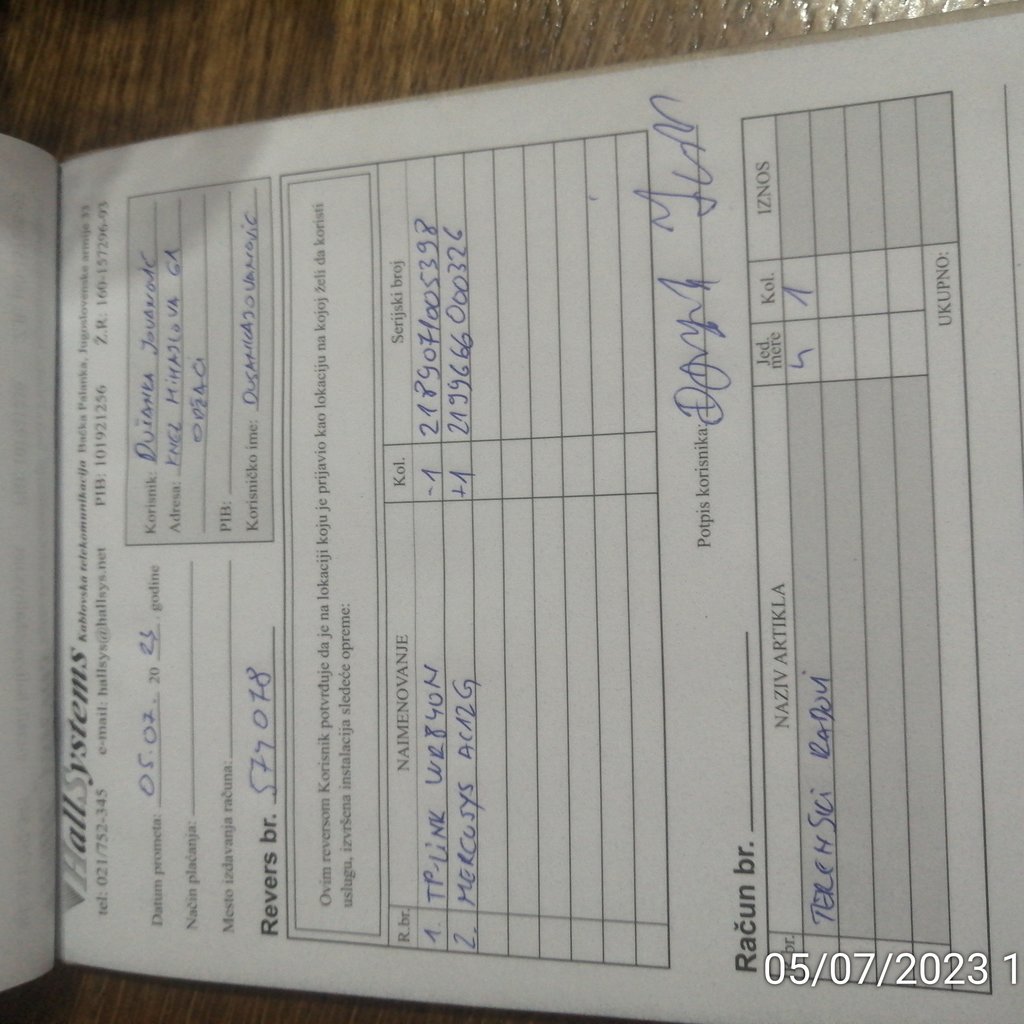 HallSystems Kablovska telekomunikacija Bačka Palanka, Jugoslovenske armije 33
tel: 021/752-345 e-mail: hallsys@hallsys.net PIB: 101921256 Ž.R: 160-157296-93
Datum prometa: 05.07. 20 23. godine
Način plaćanja:
Mesto izdavanja računa:
Revers br. 574078
Korisnik: DUŠANKA JOVANOVIĆ
Adresa: KNEZ MIHAJLOVA 61
ODŽACI
PIB:
Korisničko ime: DUSANKAJOVANOVIC
Ovim reversom Korisnik potvrđuje da je na lokaciji koju je prijavio kao lokaciju na kojoj želi da koristi
uslugu, izvršena instalacija sledeće opreme:
R.br. NAIMENOVANJE Kol. Serijski broj
1. TP-LINK WR840N -1 2189071005398
2. MERCUSYS AC12G +1 219666000326
Potpis korisnika:
Račun br.
br. NAZIV ARTIKLA Jed. mere Kol. IZNOS
TERENSKI RADOVI h 1
UKUPNO:
05/07/2023 1